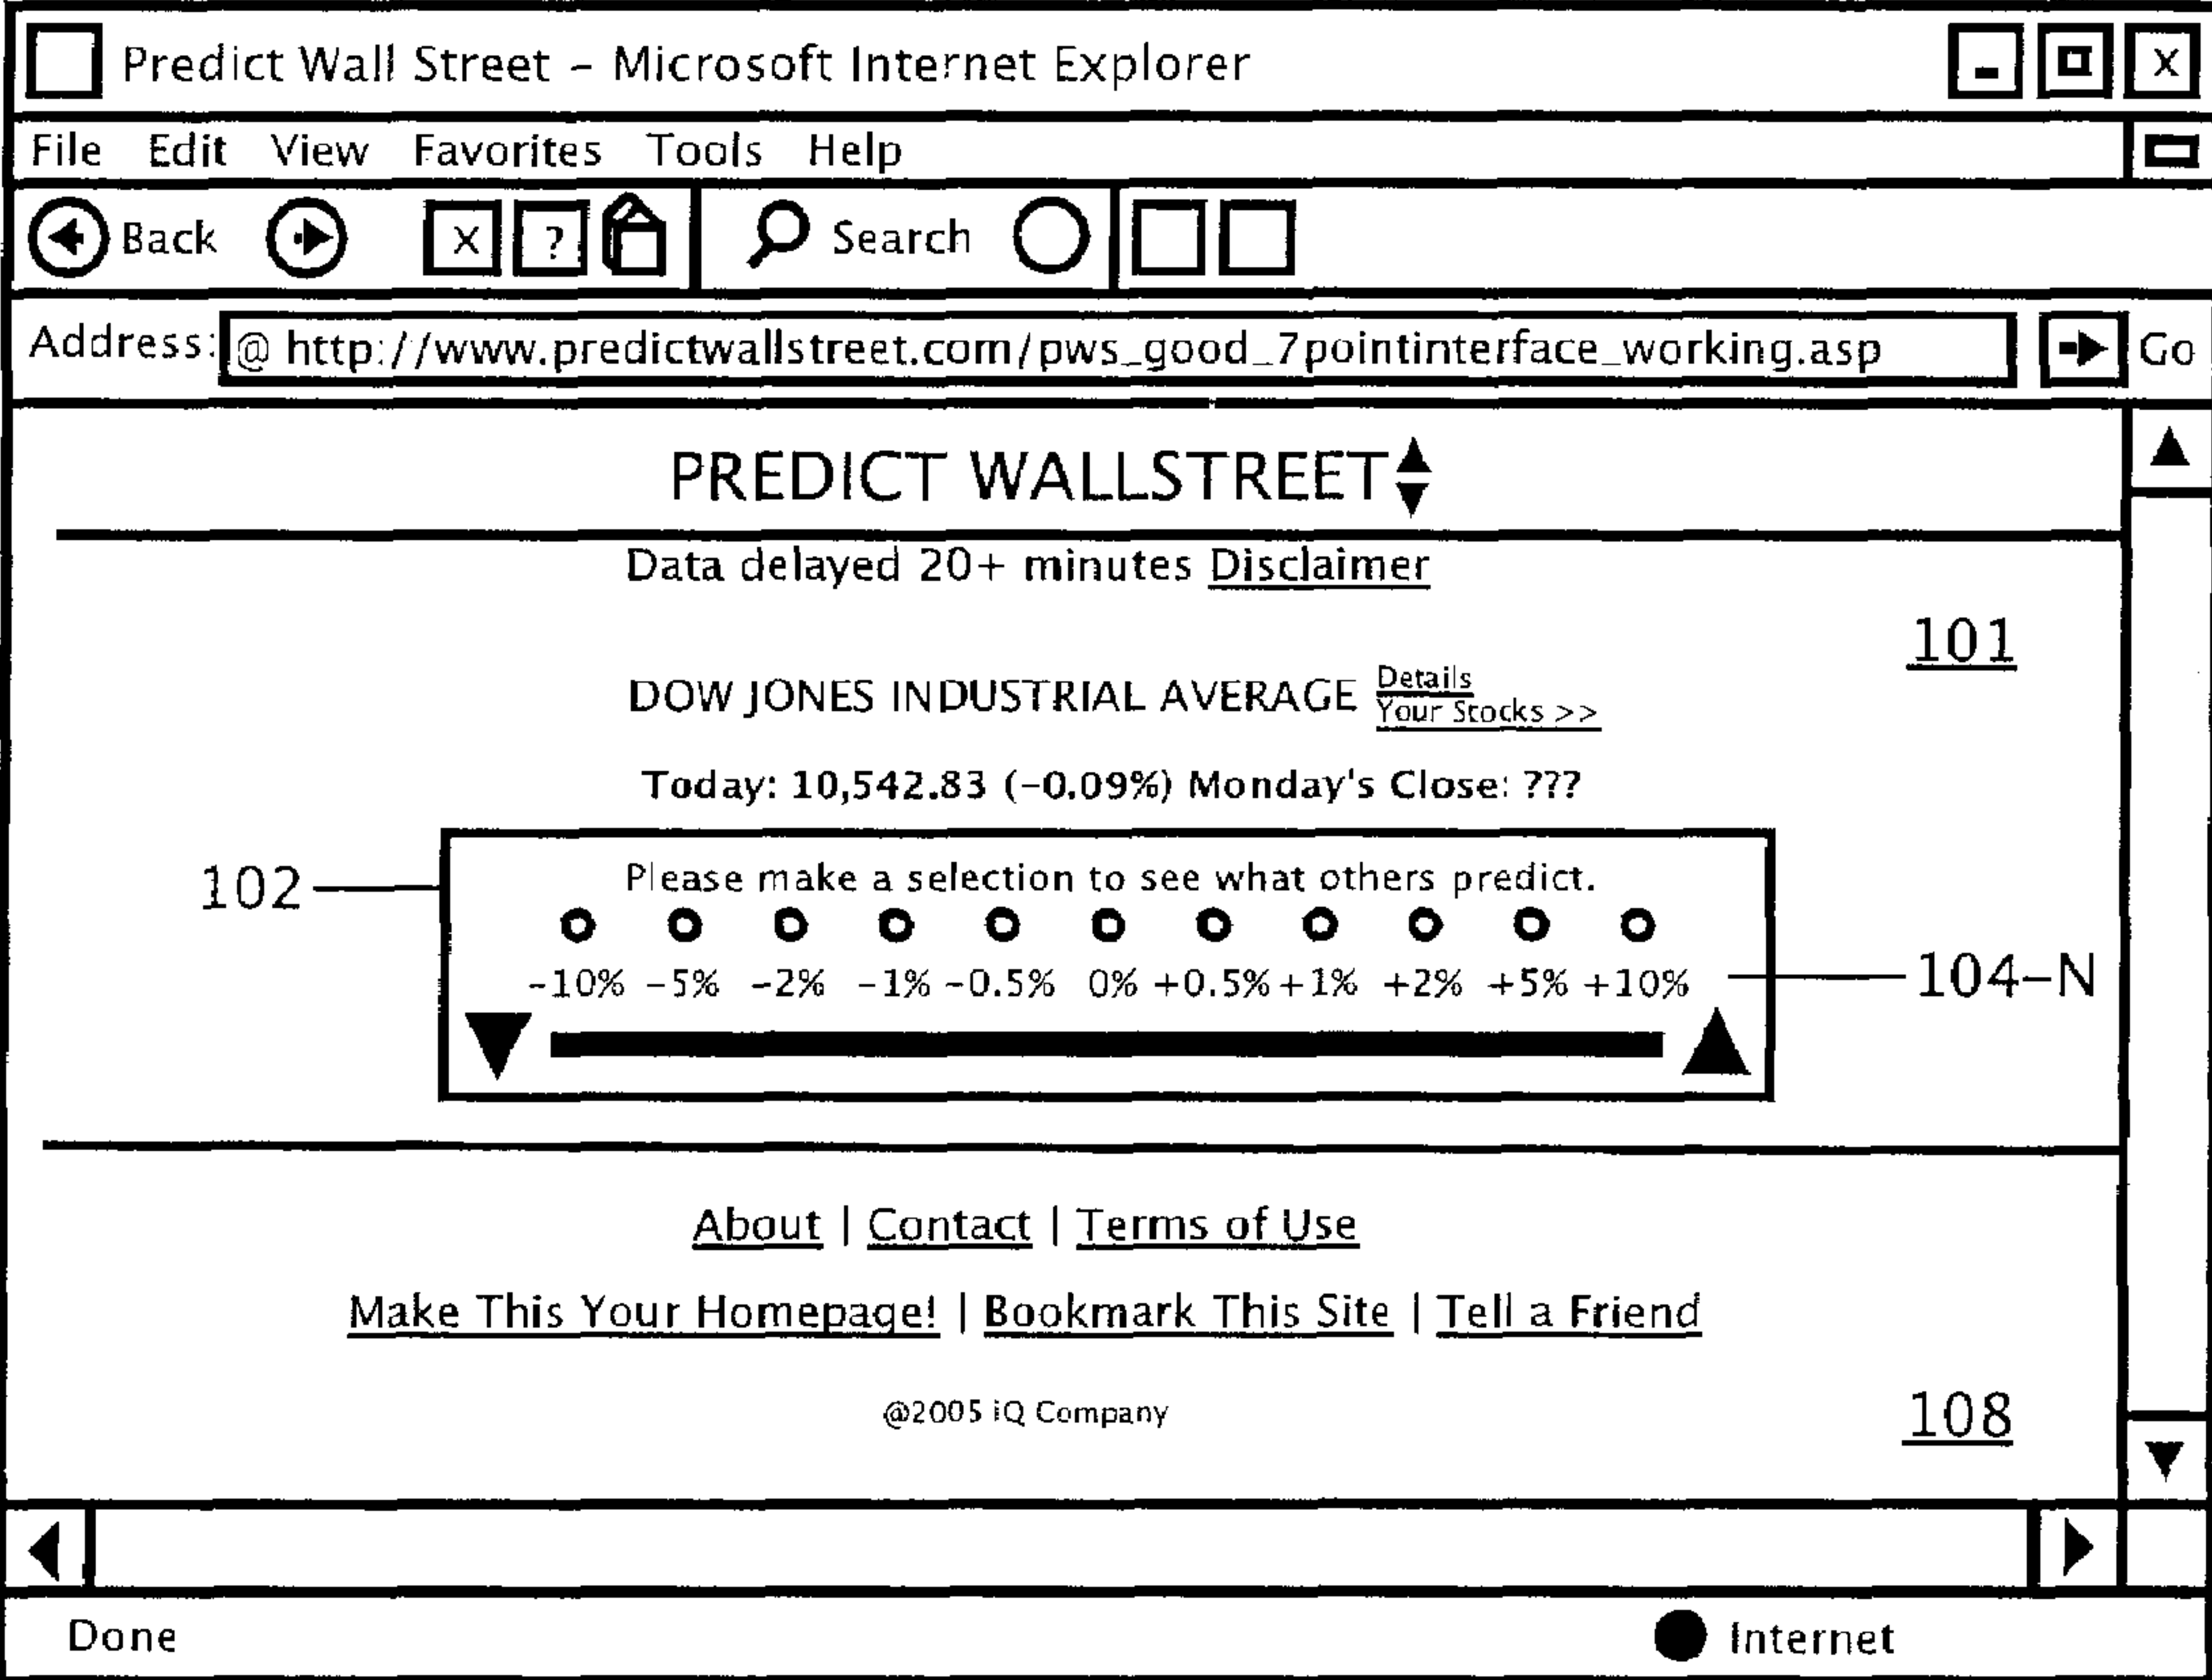 Predict Wall Street - Microsoft Internet Explorer X
File Edit View Favorites Tools Help
Back X ? Search
Address: @ http://www.predictwallstreet.com/pws_good_7pointinterface_working.asp Go
PREDICT WALLSTREET
Data delayed 20+ minutes Disclaimer
101
DOW JONES INDUSTRIAL AVERAGE Details
Your Stocks >>
Today: 10,542.83 (-0.09%) Monday's Close: ???
102
Please make a selection to see what others predict.
-10% -5% -2% -1% -0.5% 0% +0.5% +1% +2% +5% +10%
104-N
About | Contact | Terms of Use
Make This Your Homepage! | Bookmark This Site | Tell a Friend
@2005 iQ Company
108
Done Internet